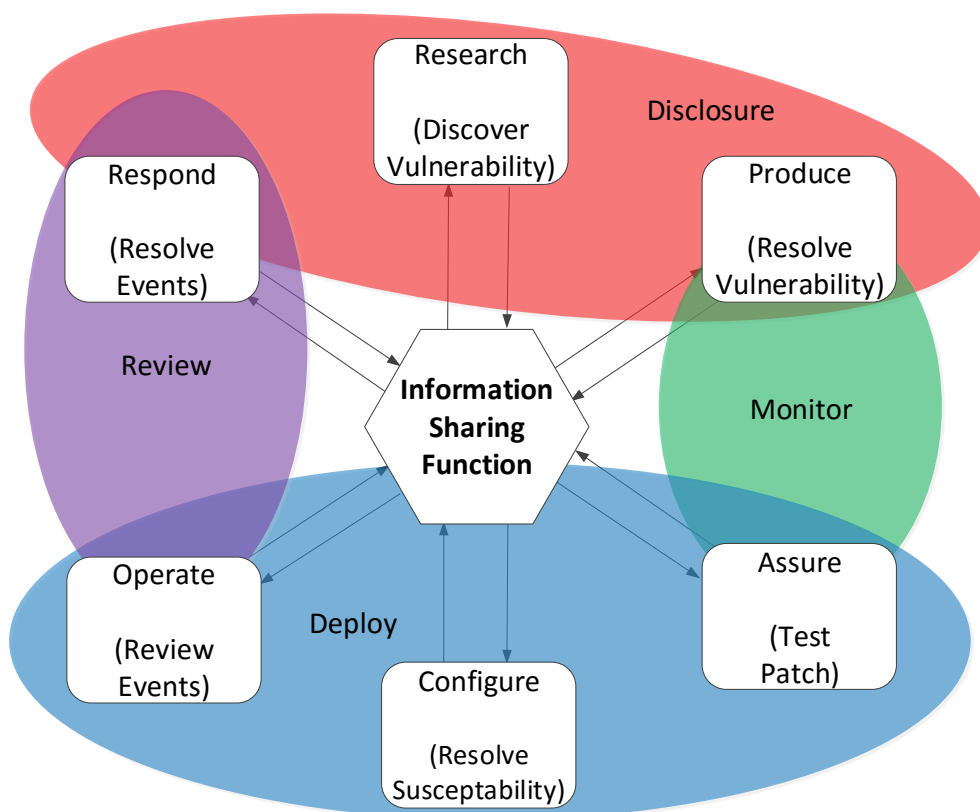 Research
(Discover
Vulnerability)
Disclosure
Respond
(Resolve
Events)
Produce
(Resolve
Vulnerability)
Review
Information
Sharing
Function
Monitor
Operate
(Review
Events)
Deploy
Configure
(Resolve
Susceptability)
Assure
(Test
Patch)